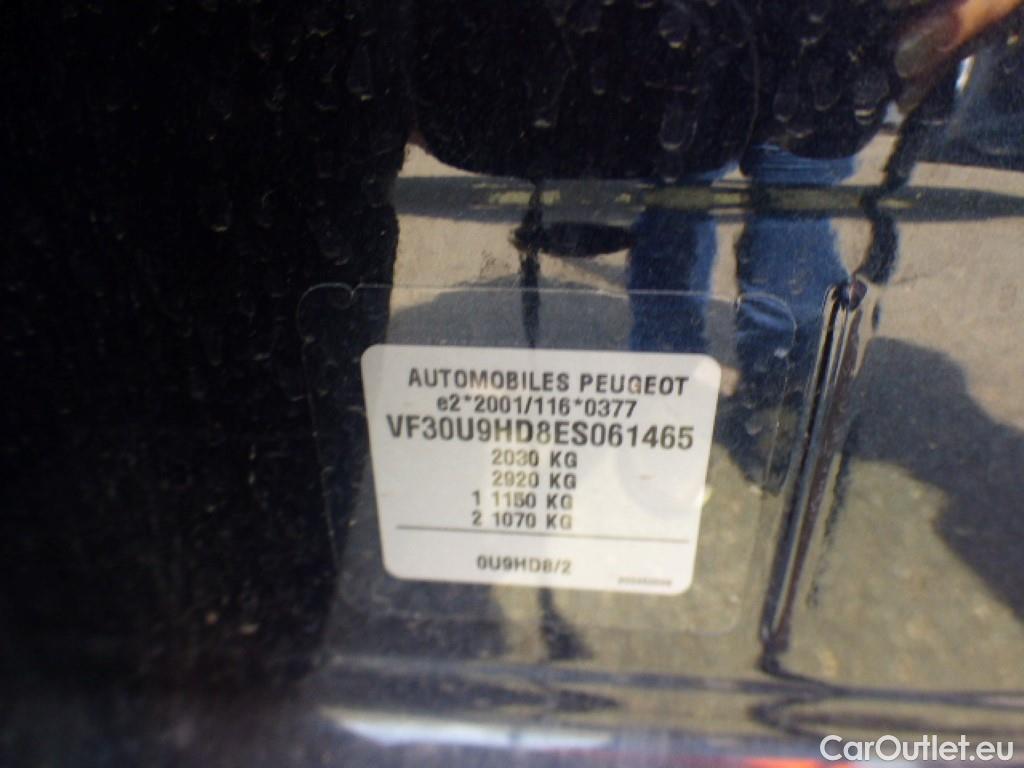 AUTOMOBILES PEUGEOT
e2*2001/116*0377
VF30U9HD8ES061465
2030 KG
2920 KG
1 1150 KG
2 1070 KG
0U9HD8/2
CarOutlet.eu